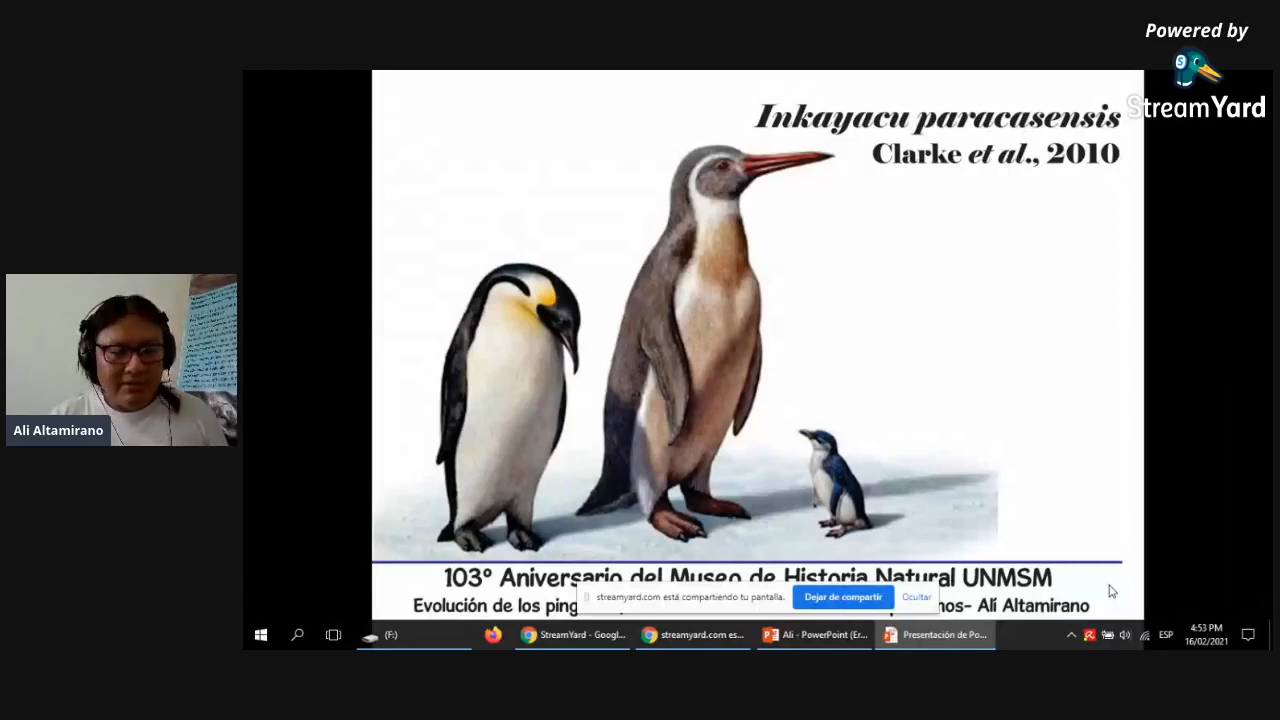 Powered by
StreamYard
Inkayacu paracasensis
Clarke et al., 2010
Ali Altamirano
103° Aniversario del Museo de Historia Natural UNMSM
streamyard.com está compartiendo tu pantalla.
Dejar de compartir
Ocultar
Evolución de los ping nos- Alí Altamirano
(F:)
StreamYard - Googl...
streamyard.com es...
Ali - PowerPoint (Er...
Presentación de Po...
ESP
4:53 PM
16/02/2021